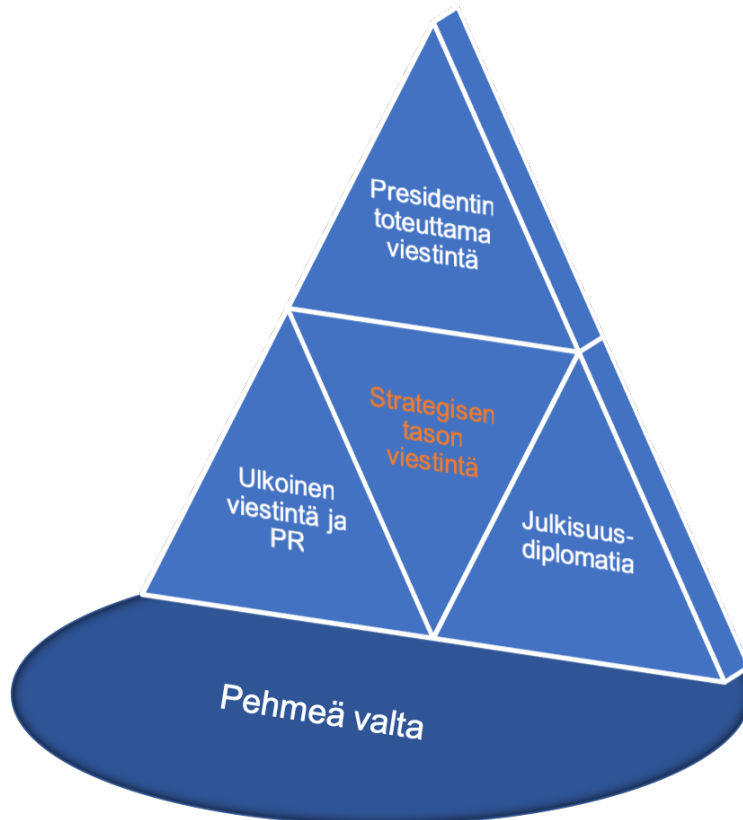 Presidentin
toteuttama
viestintä
Strategisen
tason
viestintä
Ulkoinen
viestintä ja
PR
Julkisuus-
diplomatia
Pehmeä valta